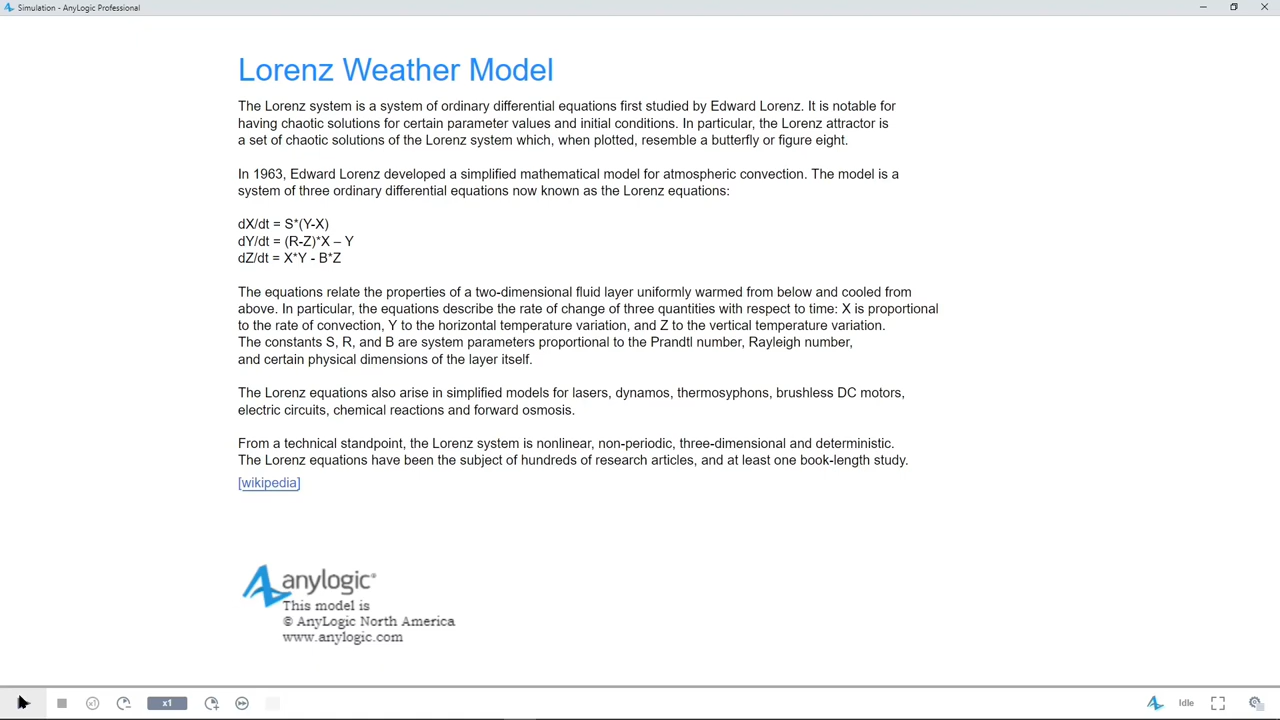 Simulation - AnyLogic Professional
Lorenz Weather Model
The Lorenz system is a system of ordinary differential equations first studied by Edward Lorenz. It is notable for
having chaotic solutions for certain parameter values and initial conditions. In particular, the Lorenz attractor is
a set of chaotic solutions of the Lorenz system which, when plotted, resemble a butterfly or figure eight.
In 1963, Edward Lorenz developed a simplified mathematical model for atmospheric convection. The model is a
system of three ordinary differential equations now known as the Lorenz equations:
dX/dt = S*(Y-X)
dY/dt = (R-Z)*X – Y
dZ/dt = X*Y - B*Z
The equations relate the properties of a two-dimensional fluid layer uniformly warmed from below and cooled from
above. In particular, the equations describe the rate of change of three quantities with respect to time: X is proportional
to the rate of convection, Y to the horizontal temperature variation, and Z to the vertical temperature variation.
The constants S, R, and B are system parameters proportional to the Prandtl number, Rayleigh number,
and certain physical dimensions of the layer itself.
The Lorenz equations also arise in simplified models for lasers, dynamos, thermosyphons, brushless DC motors,
electric circuits, chemical reactions and forward osmosis.
From a technical standpoint, the Lorenz system is nonlinear, non-periodic, three-dimensional and deterministic.
The Lorenz equations have been the subject of hundreds of research articles, and at least one book-length study.
[wikipedia]
anylogic®
This model is
© AnyLogic North America
www.anylogic.com
x1 x1 Idle